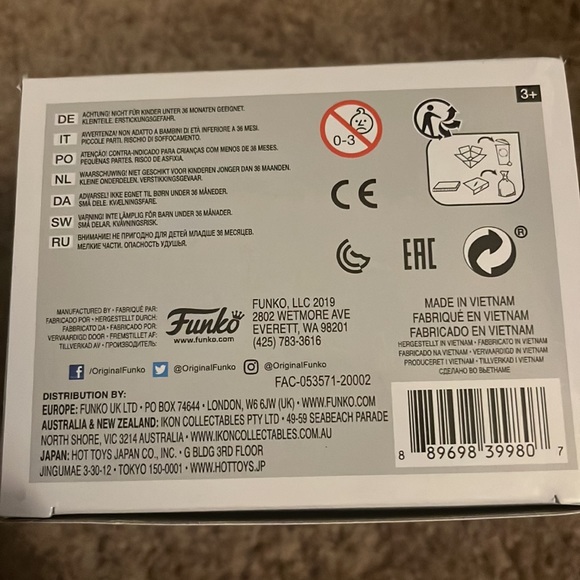 3+
DE ACHTUNG! NICHT FÜR KINDER UNTER 36 MONATEN GEEIGNET.
KLEINTEILE. ERSTICKUNGSGEFAHR.
IT AVVERTENZA! NON ADATTO A BAMBINI DI ETÀ INFERIORE A 36 MESI.
PICCOLE PARTI. RISCHIO DI SOFFOCAMENTO.
PO ATENÇÃO! CONTRA-INDICADO PARA CRIANÇAS COM MENOS DE 36 MESES.
PEQUENAS PARTES. RISCO DE ASFIXIA.
NL WAARSCHUWING! NIET GESCHIKT VOOR KINDEREN JONGER DAN 36 MAANDEN.
KLEINE ONDERDELEN. VERSTIKKINGSGEVAAR.
DA ADVARSEL! IKKE EGNET TIL BØRN UNDER 36 MÅNEDER.
SMÅ DELE. KVÆLNINGSFARE.
SW VARNING! INTE LÄMPLIG FÖR BARN UNDER 36 MÅNADER.
SMÅ DELAR. KVÄVNINGSRISK.
RU ВНИМАНИЕ! НЕ ПРИГОДНО ДЛЯ ДЕТЕЙ МЛАДШЕ 36 МЕСЯЦЕВ.
МЕЛКИЕ ЧАСТИ. ОПАСНОСТЬ УДУШЬЯ.
0-3
CE
EAC
®
MANUFACTURED BY • FABRIQUÉ PAR:
FABRICADO POR • HERGESTELLT DURCH:
FABBRICATO DA • FABRICADO POR:
VERVAARDIGD DOOR • FREMSTILLET AF:
TILLVERKAD AV • ПРОИЗВОДИТЕЛЬ:
Funko
www.funko.com
FUNKO, LLC 2019
2802 WETMORE AVE
EVERETT, WA 98201
(425) 783-3616
MADE IN VIETNAM
FABRIQUÉ EN VIETNAM
FABRICADO EN VIETNAM
HERGESTELLT IN VIETNAM • FABBRICATO IN VIETNAM
FABRICADO NA VIETNAM • VERVAARDIGD IN VIETNAM
PRODUCERET I VIETNAM • TILLVERKAD I VIETNAM
СДЕЛАНО ВО ВЬЕТНАМЕ
f /OriginalFunko @OriginalFunko @OriginalFunko
FAC-053571-20002
DISTRIBUTION BY:
EUROPE: FUNKO UK LTD • PO BOX 74644 • LONDON, W6 6JW (UK) • WWW.FUNKO.COM
AUSTRALIA & NEW ZEALAND: IKON COLLECTABLES PTY LTD • 49-59 SEABEACH PARADE
NORTH SHORE, VIC 3214 AUSTRALIA • WWW.IKONCOLLECTABLES.COM.AU
JAPAN: HOT TOYS JAPAN CO., INC. • G BLDG 3RD FLOOR
JINGUMAE 3-30-12 • TOKYO 150-0001 • WWW.HOTTOYS.JP
8 89698 39980 7